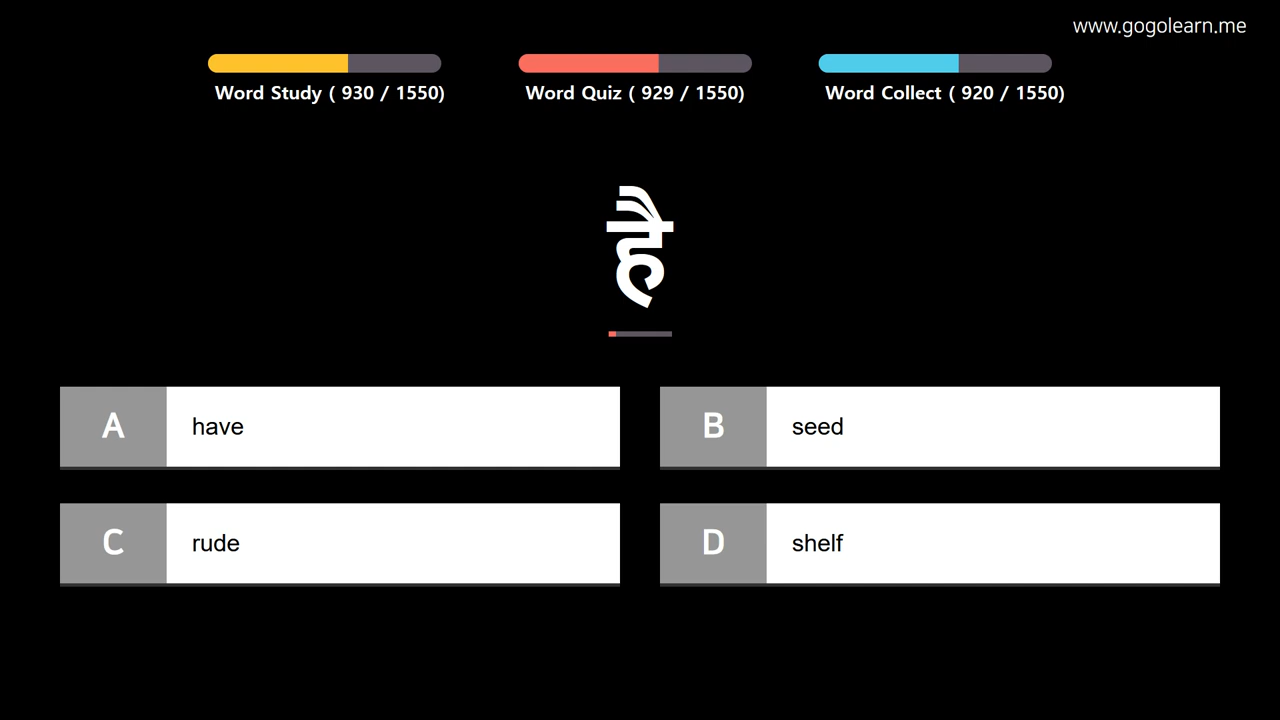 www.gogolearn.me
Word Study ( 930 / 1550)
Word Quiz ( 929 / 1550)
Word Collect ( 920 / 1550)
है
A have
B seed
C rude
D shelf